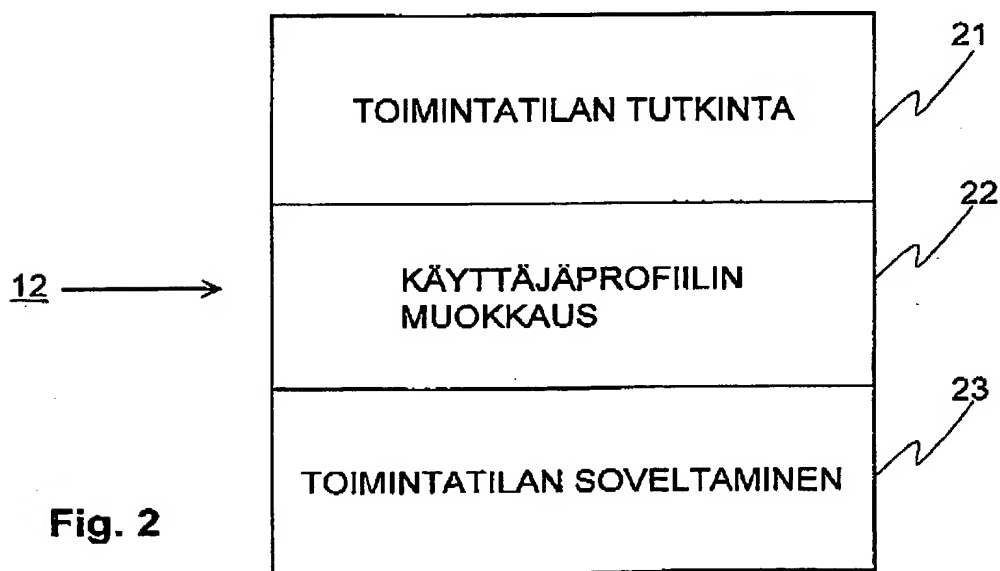 21
TOIMINTATILAN TUTKINTA
22
12
KÄYTTÄJÄPROFIILIN
MUOKKAUS
23
TOIMINTATILAN SOVELTAMINEN
Fig. 2